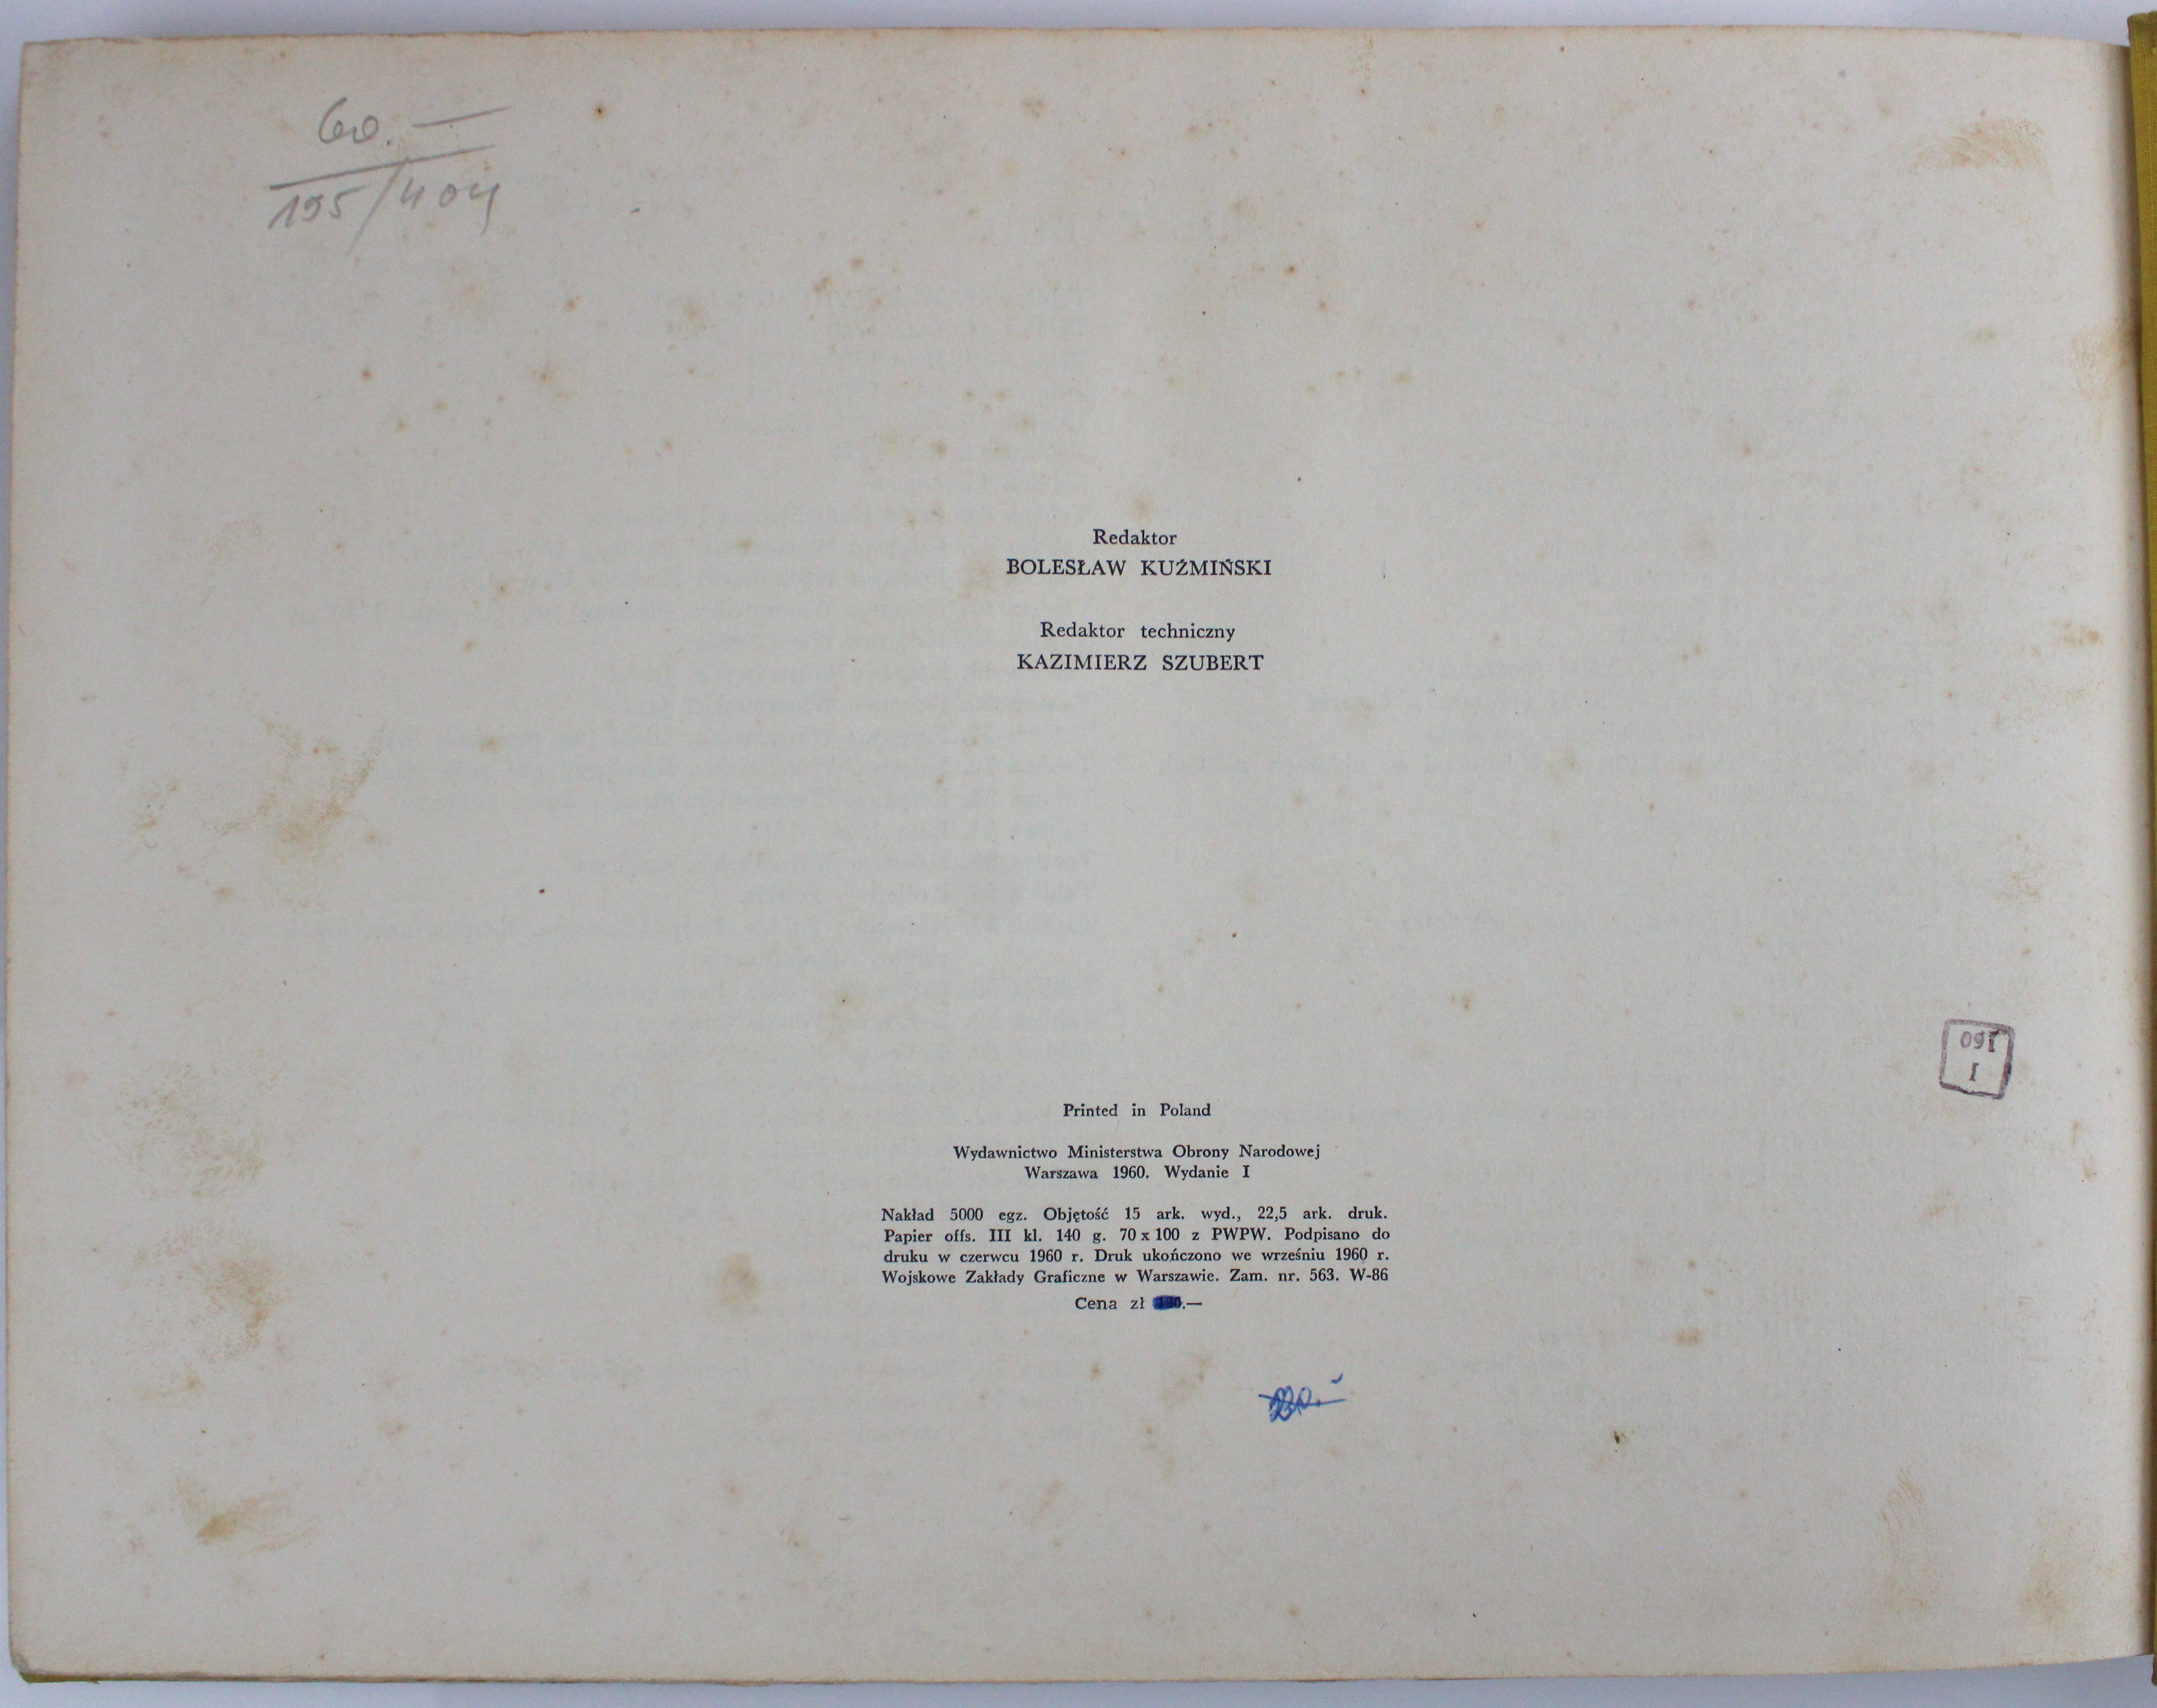 60.—
195/404
Redaktor
BOLESŁAW KUŹMIŃSKI
Redaktor techniczny
KAZIMIERZ SZUBERT
160
I
Printed in Poland
Wydawnictwo Ministerstwa Obrony Narodowej
Warszawa 1960. Wydanie I
Nakład 5000 egz. Objętość 15 ark. wyd., 22,5 ark. druk.
Papier offs. III kl. 140 g. 70 x 100 z PWPW. Podpisano do
druku w czerwcu 1960 r. Druk ukończono we wrześniu 1960 r.
Wojskowe Zakłady Graficzne w Warszawie. Zam. nr. 563. W-86
Cena zł .—